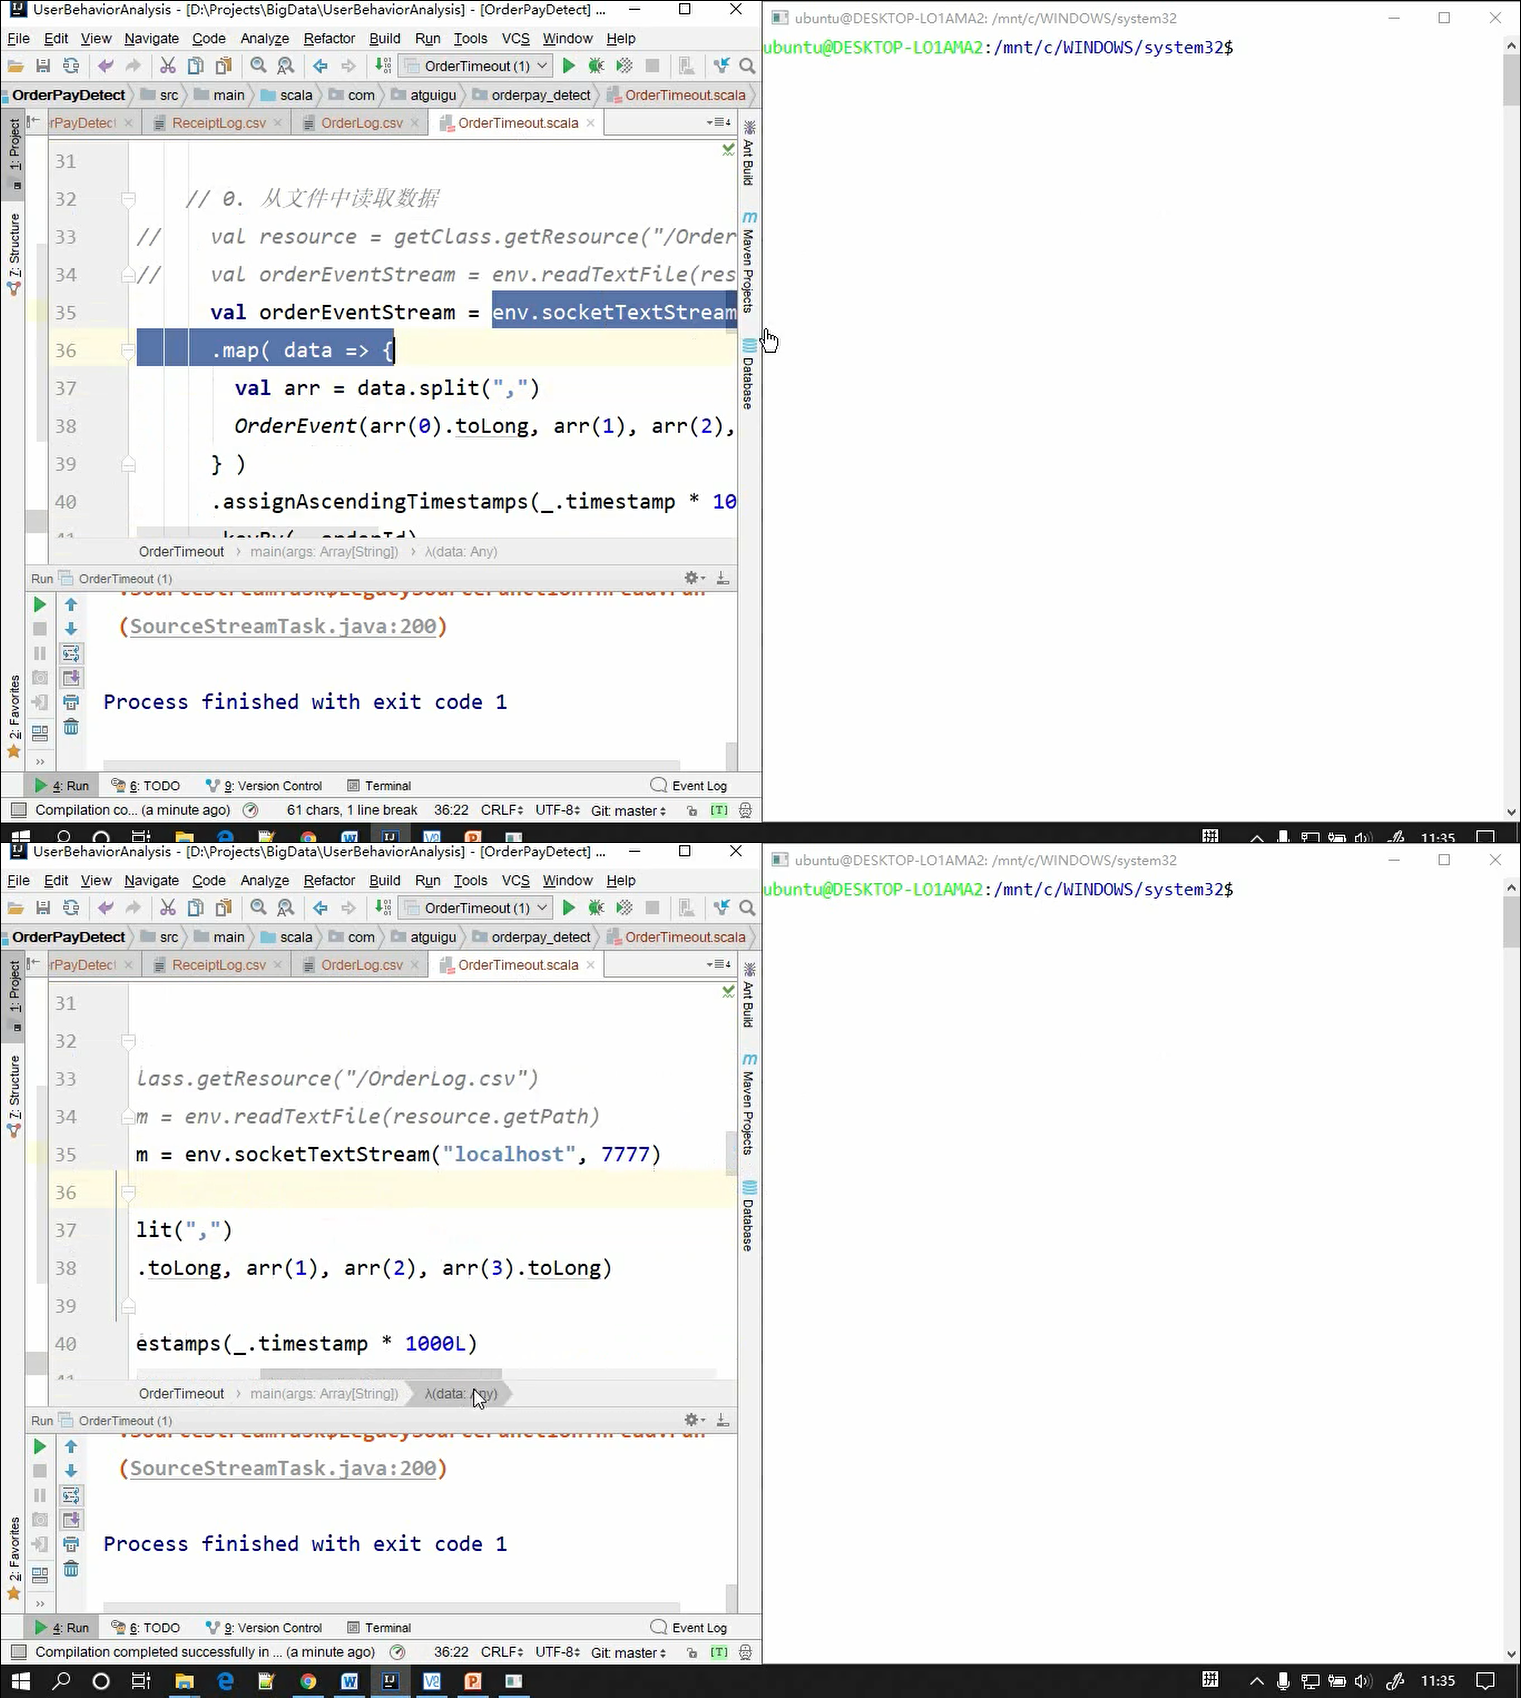 UserBehaviorAnalysis - [D:\Projects\BigData\UserBehaviorAnalysis] - [OrderPayDetect] ...
File Edit View Navigate Code Analyze Refactor Build Run Tools VCS Window Help
OrderTimeout (1)
OrderPayDetect src main scala com atguigu orderpay_detect OrderTimeout.scala
rPayDetect ReceiptLog.csv OrderLog.csv OrderTimeout.scala
1: Project
7: Structure
2: Favorites
31
32 // 0. 从文件中读取数据
33 // val resource = getClass.getResource("/Order
34 // val orderEventStream = env.readTextFile(res
35 val orderEventStream = env.socketTextStream
36 .map( data => {
37 val arr = data.split(",")
38 OrderEvent(arr(0).toLong, arr(1), arr(2),
39 } )
40 .assignAscendingTimestamps(_.timestamp * 10
41 .keyBy(_.orderId)
OrderTimeout main(args: Array[String]) λ(data: Any)
Ant Build
Maven Projects
Database
Run OrderTimeout (1)
.SourceStreamTask$LegacySourceFunctionThread.run
(SourceStreamTask.java:200)
Process finished with exit code 1
4: Run 6: TODO 9: Version Control Terminal Event Log
Compilation co... (a minute ago) 61 chars, 1 line break 36:22 CRLF UTF-8 Git: master [T]
ubuntu@DESKTOP-LO1AMA2: /mnt/c/WINDOWS/system32
ubuntu@DESKTOP-LO1AMA2:/mnt/c/WINDOWS/system32$
拼 11:35
UserBehaviorAnalysis - [D:\Projects\BigData\UserBehaviorAnalysis] - [OrderPayDetect] ...
File Edit View Navigate Code Analyze Refactor Build Run Tools VCS Window Help
OrderTimeout (1)
OrderPayDetect src main scala com atguigu orderpay_detect OrderTimeout.scala
rPayDetect ReceiptLog.csv OrderLog.csv OrderTimeout.scala
1: Project
7: Structure
2: Favorites
31
32
33 lass.getResource("/OrderLog.csv")
34 m = env.readTextFile(resource.getPath)
35 m = env.socketTextStream("localhost", 7777)
36
37 lit(",")
38 .toLong, arr(1), arr(2), arr(3).toLong)
39
40 estamps(_.timestamp * 1000L)
41
OrderTimeout main(args: Array[String]) λ(data: Any)
Ant Build
Maven Projects
Database
Run OrderTimeout (1)
.SourceStreamTask$LegacySourceFunctionThread.run
(SourceStreamTask.java:200)
Process finished with exit code 1
4: Run 6: TODO 9: Version Control Terminal Event Log
Compilation completed successfully in ... (a minute ago) 36:22 CRLF UTF-8 Git: master [T]
ubuntu@DESKTOP-LO1AMA2: /mnt/c/WINDOWS/system32
ubuntu@DESKTOP-LO1AMA2:/mnt/c/WINDOWS/system32$
拼 11:35